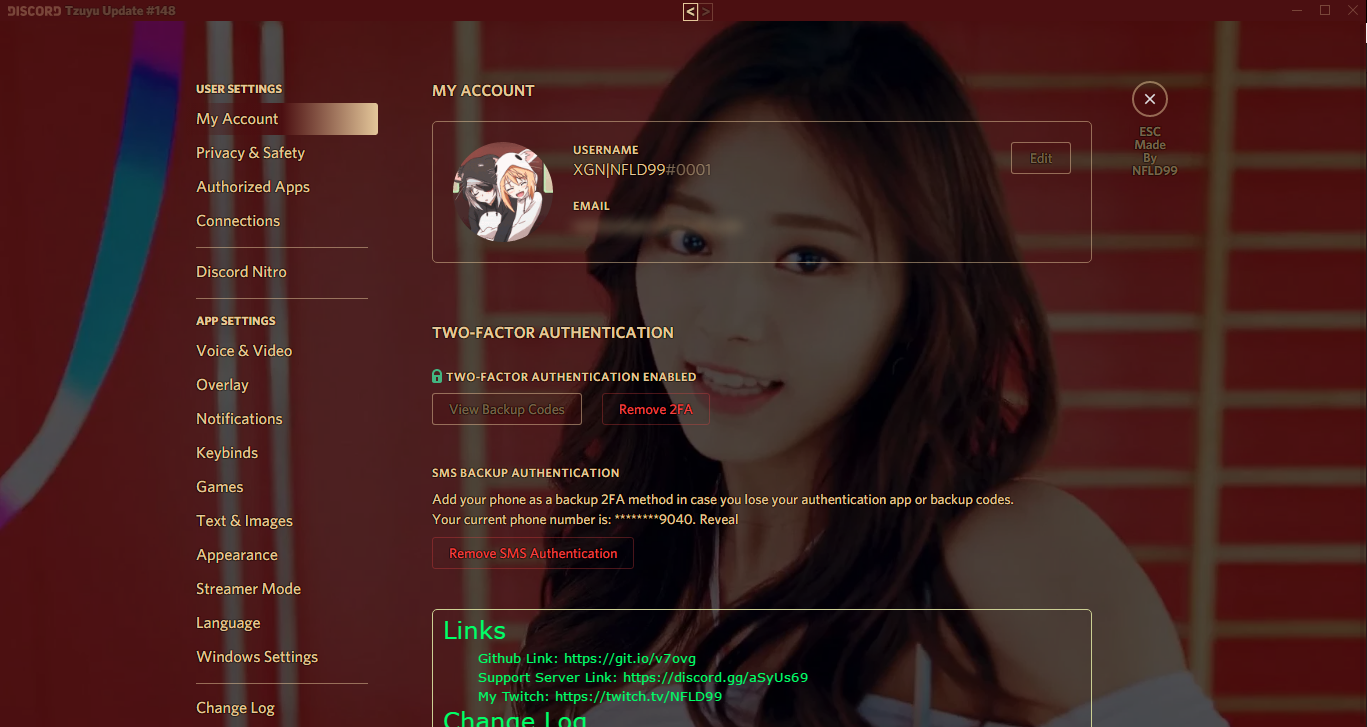 DISCORD Tzuyu Update #148
< >
USER SETTINGS
My Account
Privacy & Safety
Authorized Apps
Connections
Discord Nitro
APP SETTINGS
Voice & Video
Overlay
Notifications
Keybinds
Games
Text & Images
Appearance
Streamer Mode
Language
Windows Settings
Change Log
MY ACCOUNT
USERNAME
XGN|NFLD99#0001
Edit
EMAIL
ESC
Made
By
NFLD99
TWO-FACTOR AUTHENTICATION
TWO-FACTOR AUTHENTICATION ENABLED
View Backup Codes
Remove 2FA
SMS BACKUP AUTHENTICATION
Add your phone as a backup 2FA method in case you lose your authentication app or backup codes.
Your current phone number is: ********9040. Reveal
Remove SMS Authentication
Links
Github Link: https://git.io/v7ovg
Support Server Link: https://discord.gg/aSyUs69
My Twitch: https://twitch.tv/NFLD99
Change Log